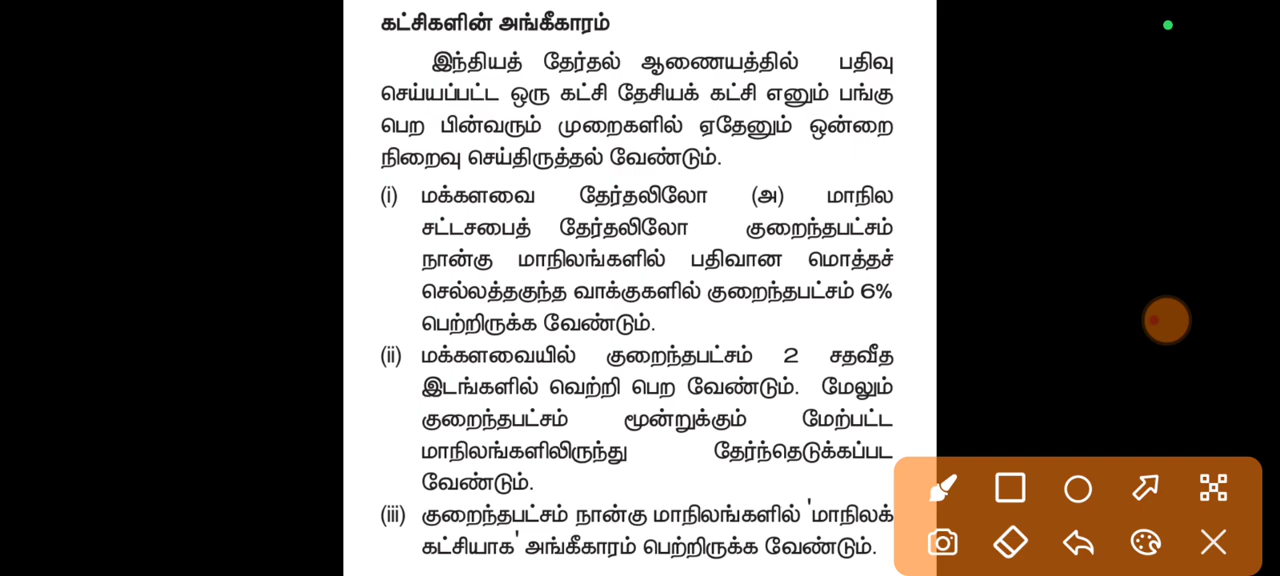 கட்சிகளின் அங்கீகாரம்
இந்தியத் தேர்தல் ஆணையத்தில் பதிவு
செய்யப்பட்ட ஒரு கட்சி தேசியக் கட்சி எனும் பங்கு
பெற பின்வரும் முறைகளில் ஏதேனும் ஒன்றை
நிறைவு செய்திருத்தல் வேண்டும்.
(i) மக்களவை தேர்தலிலோ (அ) மாநில
சட்டசபைத் தேர்தலிலோ குறைந்தபட்சம்
நான்கு மாநிலங்களில் பதிவான மொத்தச்
செல்லத்தகுந்த வாக்குகளில் குறைந்தபட்சம் 6%
பெற்றிருக்க வேண்டும்.
(ii) மக்களவையில் குறைந்தபட்சம் 2 சதவீத
இடங்களில் வெற்றி பெற வேண்டும். மேலும்
குறைந்தபட்சம் மூன்றுக்கும் மேற்பட்ட
மாநிலங்களிலிருந்து தேர்ந்தெடுக்கப்பட
வேண்டும்.
(iii) குறைந்தபட்சம் நான்கு மாநிலங்களில் 'மாநிலக்
கட்சியாக' அங்கீகாரம் பெற்றிருக்க வேண்டும்.